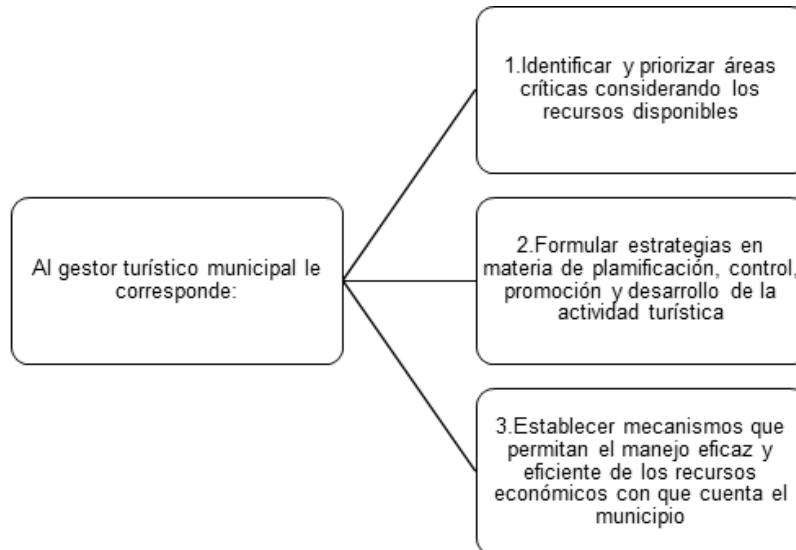 Al gestor turístico municipal le
corresponde:
1.Identificar y priorizar áreas
críticas considerando los
recursos disponibles
2.Formular estrategias en
materia de plamificación, control,
promoción y desarrollo de la
actividad turística
3.Establecer mecanismos que
permitan el manejo eficaz y
eficiente de los recursos
económicos con que cuenta el
municipio